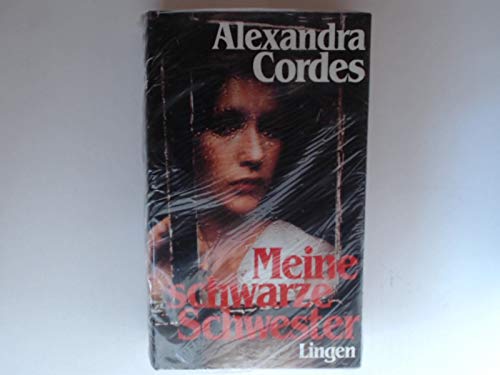 Alexandra
Cordes
Meine
schwarze
Schwester
Lingen